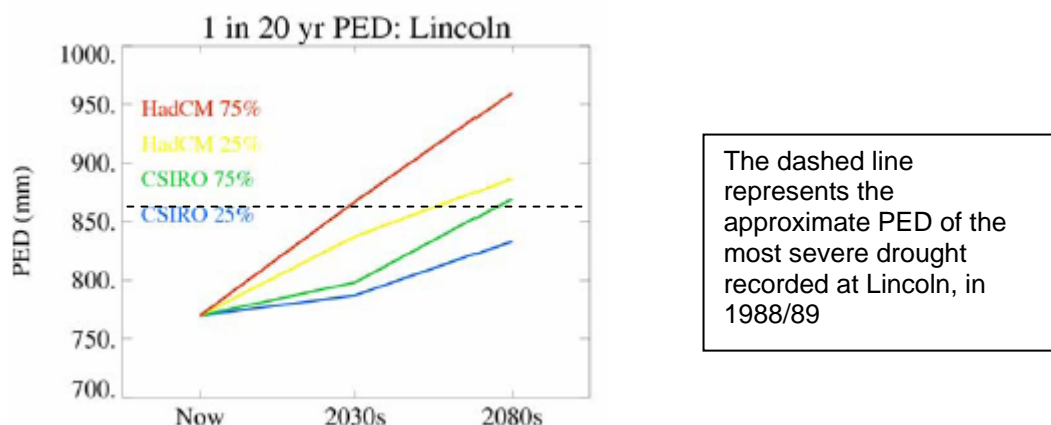 1 in 20 yr PED: Lincoln
1000.
950.
900.
850.
800.
750.
700.
PED (mm)
HadCM 75%
HadCM 25%
CSIRO 75%
CSIRO 25%
Now 2030s 2080s
The dashed line
represents the
approximate PED of the
most severe drought
recorded at Lincoln, in
1988/89